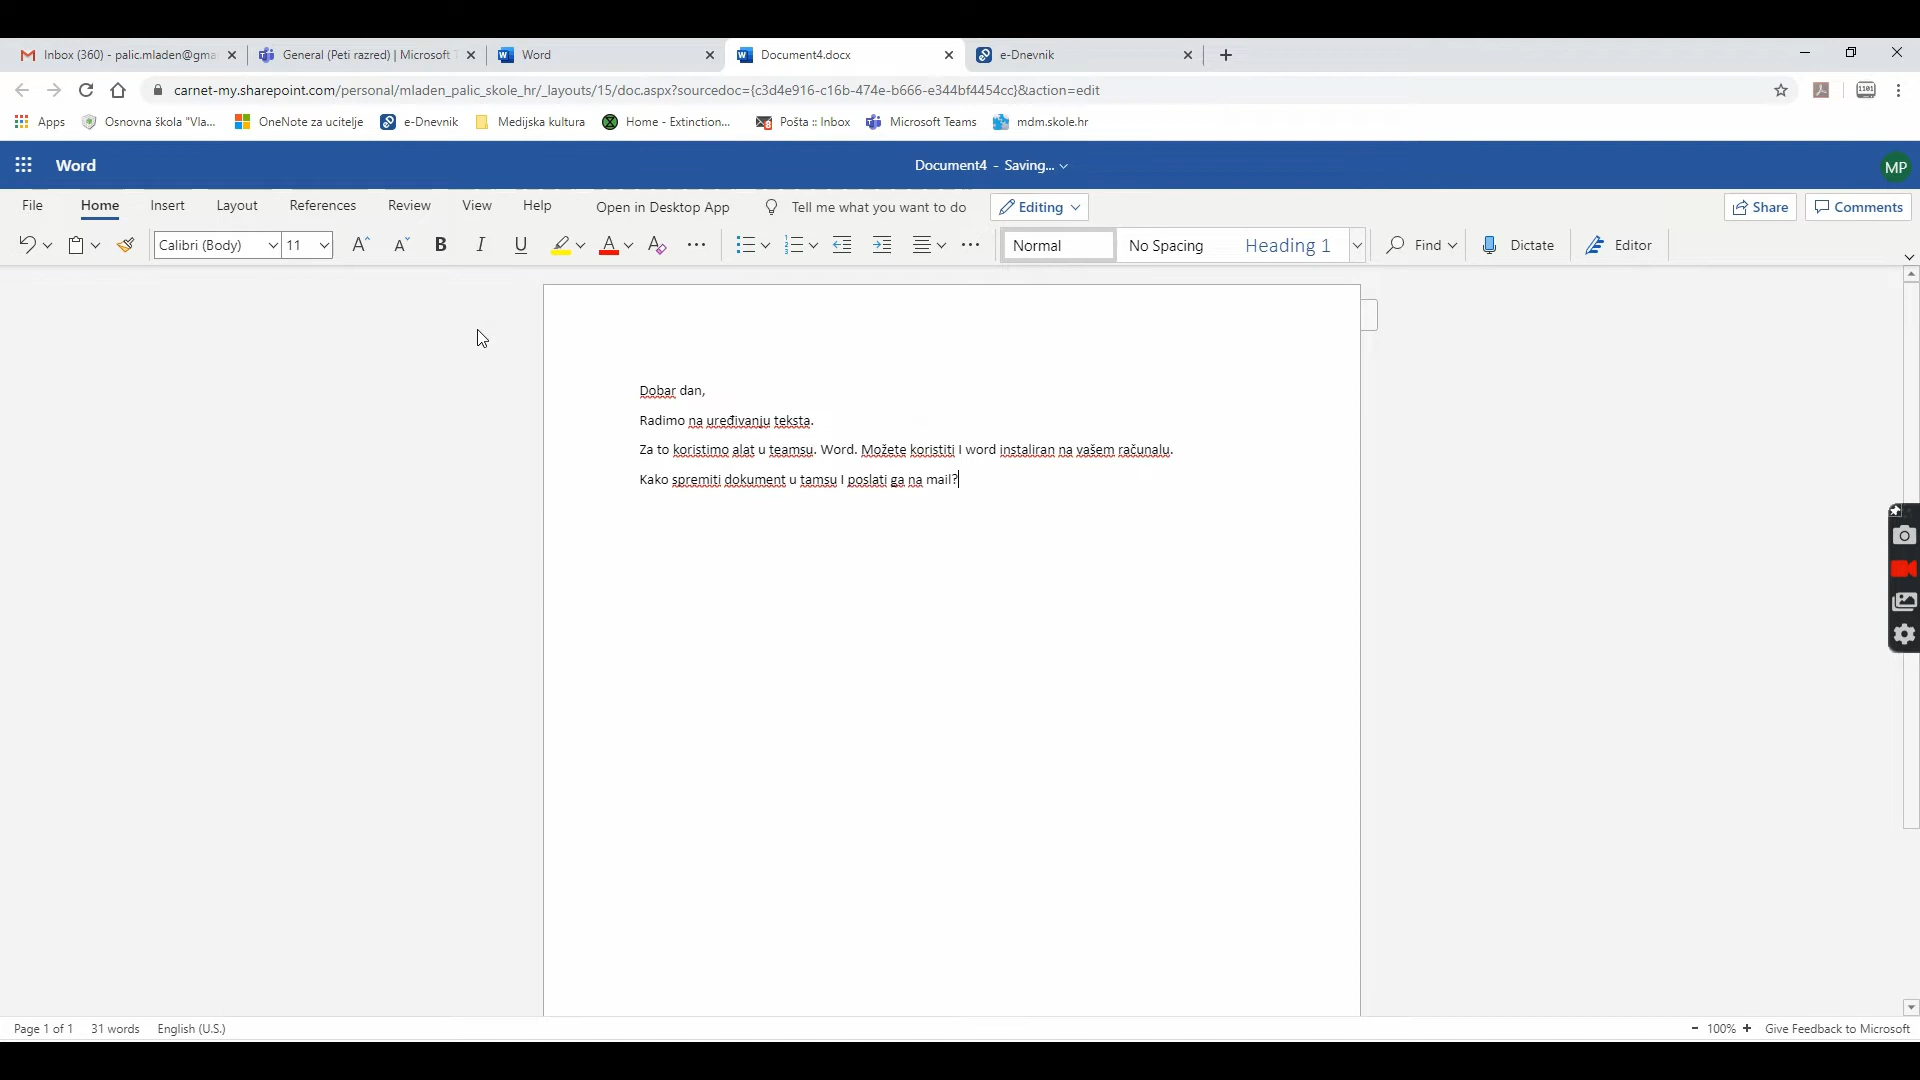 Inbox (360) - palic.mladen@gma
General (Peti razred) | Microsoft T
Word
Document4.docx
e-Dnevnik
carnet-my.sharepoint.com/personal/mladen_palic_skole_hr/_layouts/15/doc.aspx?sourcedoc={c3d4e916-c16b-474e-b666-e344bf4454cc}&action=edit
Apps
Osnovna škola "Vla...
OneNote za ucitelje
e-Dnevnik
Medijska kultura
Home - Extinction...
Pošta :: Inbox
Microsoft Teams
mdm.skole.hr
Word
Document4 - Saving...
MP
File
Home
Insert
Layout
References
Review
View
Help
Open in Desktop App
Tell me what you want to do
Editing
Share
Comments
Calibri (Body)
11
Normal
No Spacing
Heading 1
Find
Dictate
Editor
Dobar dan,
Radimo na uređivanju teksta.
Za to koristimo alat u teamsu. Word. Možete koristiti I word instaliran na vašem računalu.
Kako spremiti dokument u tamsu I poslati ga na mail?
Page 1 of 1
31 words
English (U.S.)
- 100% +
Give Feedback to Microsoft